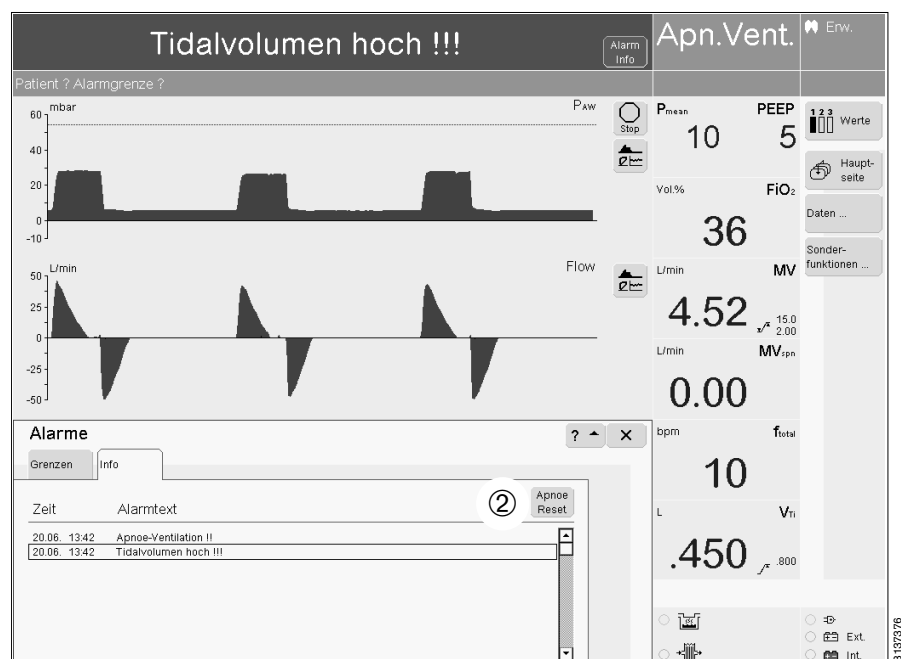 Tidalvolumen hoch !!!
Alarm
Info
Apn.Vent.
Erw.
Patient ? Alarmgrenze ?
mbar
PAW
60
40
20
0
-10
Stop
L/min
Flow
50
25
0
-25
-50
Pmean PEEP
10 5
Vol.% FiO2
36
L/min MV
4.52 15.0
2.00
L/min MVspn
0.00
bpm ftotal
10
L VTi
.450 .800
1 2 3
Werte
Haupt-
seite
Daten ...
Sonder-
funktionen ...
Alarme
?
Grenzen Info
Zeit Alarmtext
② Apnoe
Reset
20.06. 13:42 Apnoe-Ventilation !!
20.06. 13:42 Tidalvolumen hoch !!!
Ext.
Int.